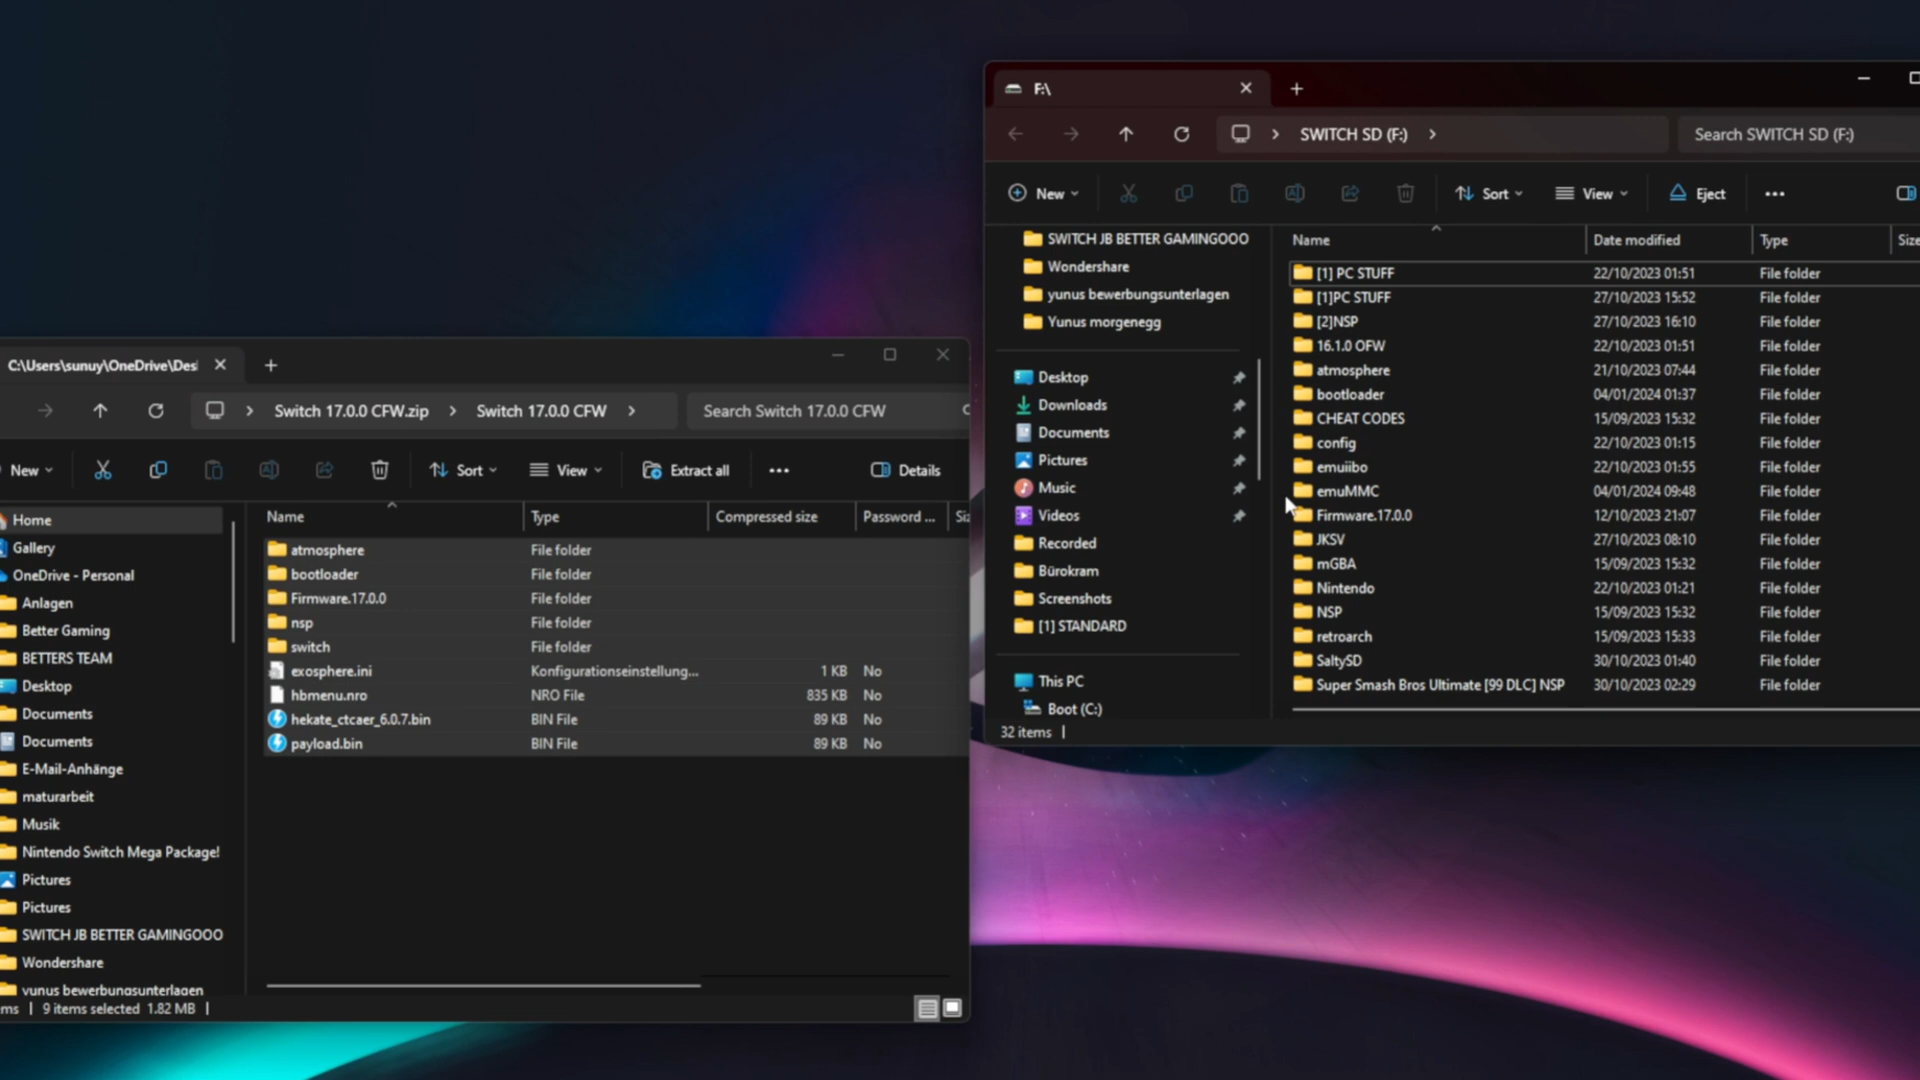 F:\
SWITCH SD (F:)
Search SWITCH SD (F:)
New
Sort
View
Eject
SWITCH JB BETTER GAMINGOOO
Wondershare
yunus bewerbungsunterlagen
Yunus morgenegg
Desktop
Downloads
Documents
Pictures
Music
Videos
Recorded
Bürokram
Screenshots
[1] STANDARD
This PC
Boot (C:)
Name Date modified Type Size
[1] PC STUFF 22/10/2023 01:51 File folder
[1]PC STUFF 27/10/2023 15:52 File folder
[2]NSP 27/10/2023 16:10 File folder
16.1.0 OFW 22/10/2023 01:51 File folder
atmosphere 21/10/2023 07:44 File folder
bootloader 04/01/2024 01:37 File folder
CHEAT CODES 15/09/2023 15:32 File folder
config 22/10/2023 01:15 File folder
emuiibo 22/10/2023 01:55 File folder
emuMMC 04/01/2024 09:48 File folder
Firmware.17.0.0 12/10/2023 21:07 File folder
JKSV 27/10/2023 08:10 File folder
mGBA 15/09/2023 15:32 File folder
Nintendo 22/10/2023 01:21 File folder
NSP 15/09/2023 15:32 File folder
retroarch 15/09/2023 15:33 File folder
SaltySD 30/10/2023 01:40 File folder
Super Smash Bros Ultimate [99 DLC] NSP 30/10/2023 02:29 File folder
32 items
C:\Users\sunuy\OneDrive\Des
Switch 17.0.0 CFW.zip
Switch 17.0.0 CFW
Search Switch 17.0.0 CFW
New
Sort
View
Extract all
Details
Home
Gallery
OneDrive - Personal
Anlagen
Better Gaming
BETTERS TEAM
Desktop
Documents
Documents
E-Mail-Anhänge
maturarbeit
Musik
Nintendo Switch Mega Package!
Pictures
Pictures
SWITCH JB BETTER GAMINGOOO
Wondershare
yunus bewerbungsunterlagen
Name Type Compressed size Password ...
atmosphere File folder
bootloader File folder
Firmware.17.0.0 File folder
nsp File folder
switch File folder
exosphere.ini Konfigurationseinstellung... 1 KB No
hbmenu.nro NRO File 835 KB No
hekate_ctcaer_6.0.7.bin BIN File 89 KB No
payload.bin BIN File 89 KB No
9 items selected 1.82 MB